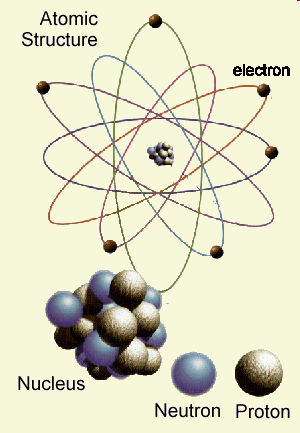 Atomic
Structure
electron
Nucleus
Neutron Proton